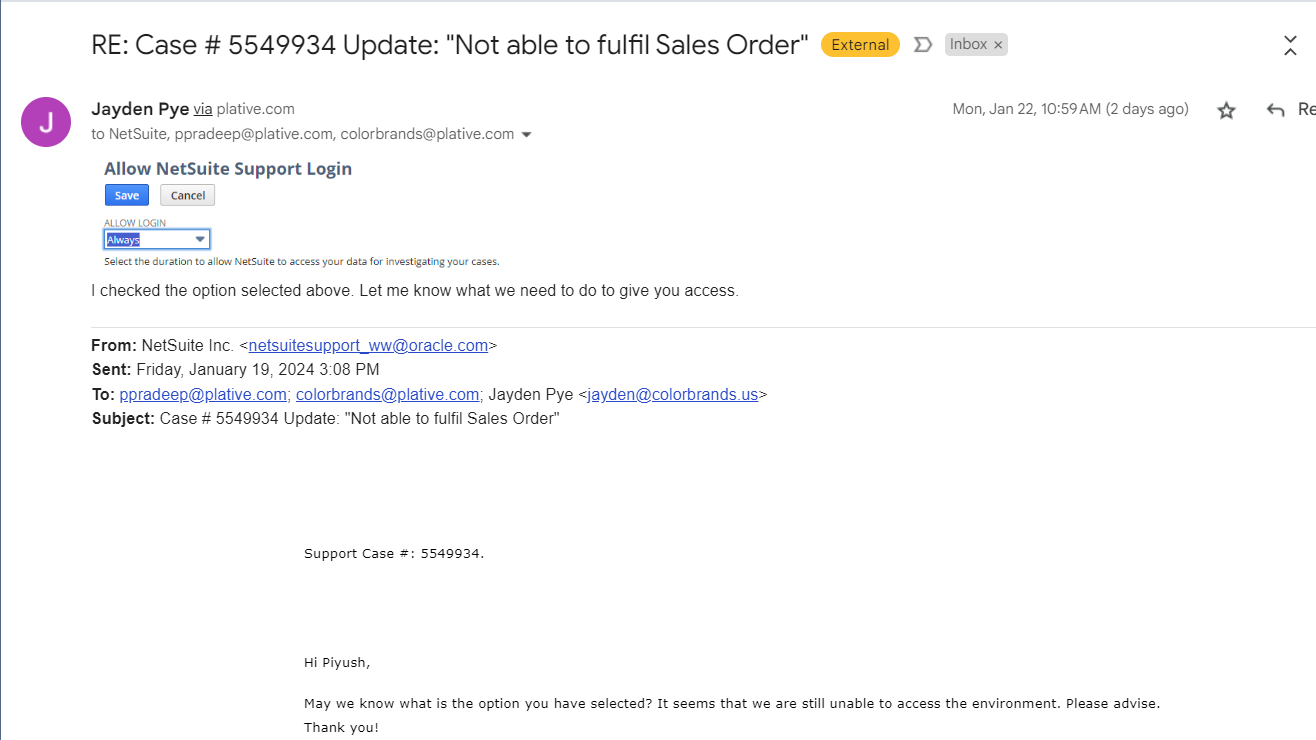 RE: Case # 5549934 Update: "Not able to fulfil Sales Order" External Inbox ×
J
Jayden Pye via plative.com Mon, Jan 22, 10:59 AM (2 days ago) Re
to NetSuite, ppradeep@plative.com, colorbrands@plative.com
Allow NetSuite Support Login
Save Cancel
ALLOW LOGIN
Always
Select the duration to allow NetSuite to access your data for investigating your cases.
I checked the option selected above. Let me know what we need to do to give you access.
From: NetSuite Inc. <netsuitesupport_ww@oracle.com>
Sent: Friday, January 19, 2024 3:08 PM
To: ppradeep@plative.com; colorbrands@plative.com; Jayden Pye <jayden@colorbrands.us>
Subject: Case # 5549934 Update: "Not able to fulfil Sales Order"
Support Case #: 5549934.
Hi Piyush,
May we know what is the option you have selected? It seems that we are still unable to access the environment. Please advise.
Thank you!